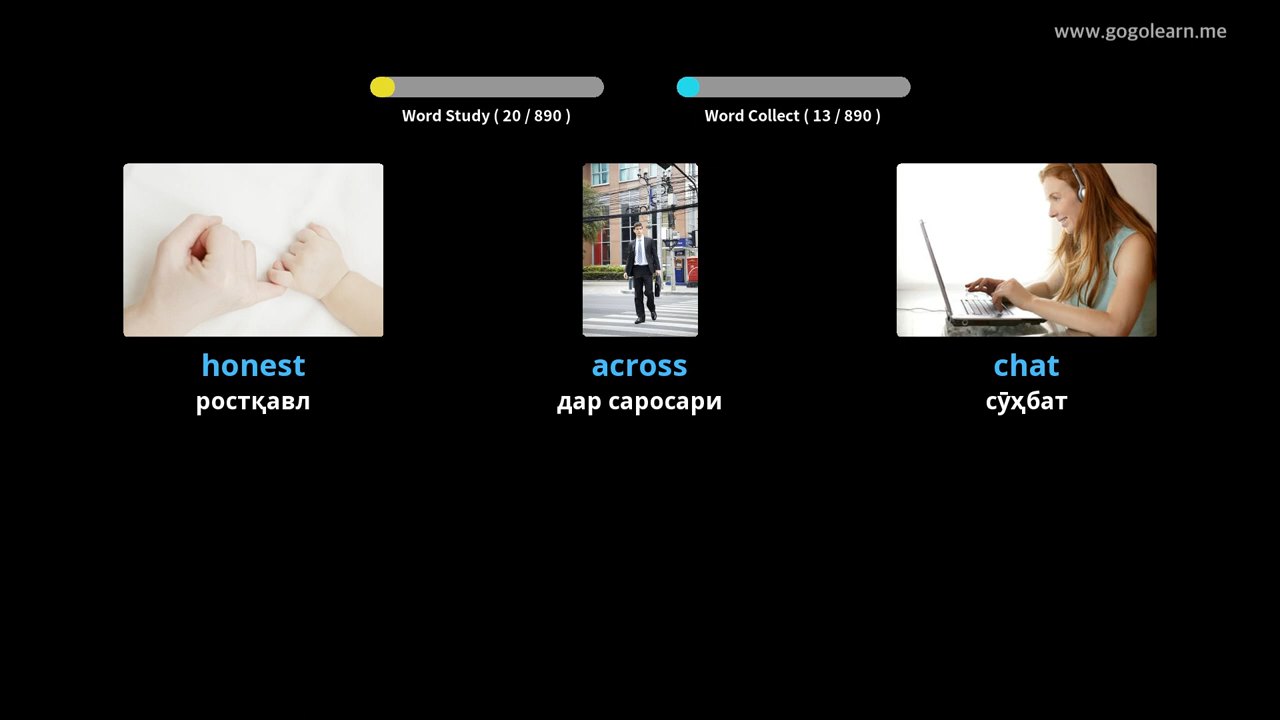 www.gogolearn.me
Word Study ( 20 / 890 )
Word Collect ( 13 / 890 )
honest
across
chat
ростқавл
дар саросари
сӯҳбат